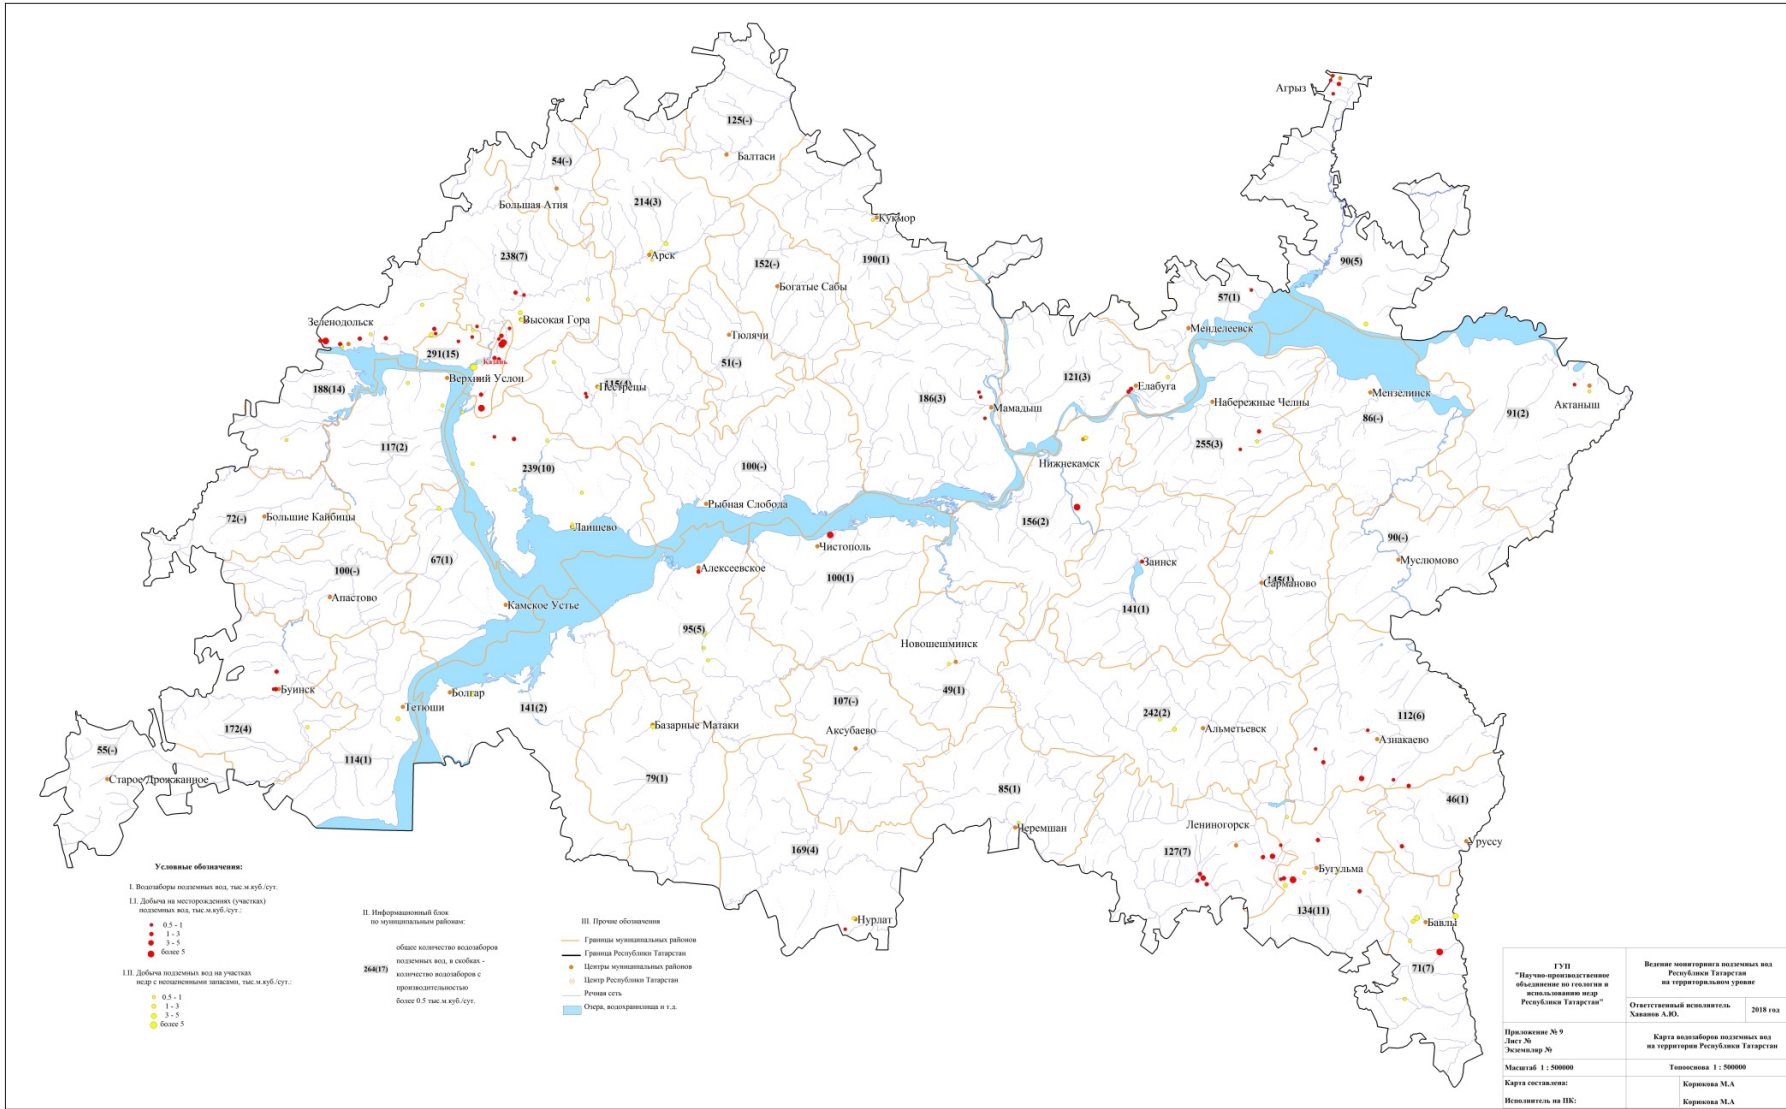 Агрыз
125(-)
Балтаси
54(-)
Большая Атня
214(3)
Кукмор
Арск
238(7)
152(-)
190(1)
90(5)
Богатые Сабы
57(1)
Зеленодольск
Высокая Гора
Тюлячи
Менделеевск
291(15)
Казань
51(-)
Верхний Услон
188(14)
Пестрецы
121(3)
Елабуга
186(3)
Мамадыш
Набережные Челны
Мензелинск
86(-)
91(2)
Актаныш
117(2)
255(3)
239(10)
100(-)
Нижнекамск
Рыбная Слобода
72(-)
Большие Кайбицы
Лаишево
156(2)
90(-)
Чистополь
67(1)
Муслюмово
Заинск
Алексеевское
100(-)
100(1)
145(1)
Сарманово
Апастово
Камское Устье
141(1)
95(5)
Новошешминск
Буинск
Болгар
49(1)
Тетюши
141(2)
107(-)
242(2)
112(6)
172(4)
Базарные Матаки
Аксубаево
Альметьевск
Азнакаево
55(-)
114(1)
Старое Дрожжаное
79(1)
85(1)
46(1)
Черемшан
Лениногорск
Уруссу
169(4)
127(7)
Бугульма
134(11)
Нурлат
Бавлы
71(7)
Условные обозначения:
I. Водозаборы подземных вод, тыс.м.куб./сут.
I.I. Добыча на месторождениях (участках)
подземных вод, тыс.м.куб./сут.:
0.5 - 1
1 - 3
3 - 5
более 5
I.II. Добыча подземных вод на участках
недр с неоцененными запасами, тыс.м.куб./сут.:
0.5 - 1
1 - 3
3 - 5
более 5
II. Информационный блок
по муниципальным районам:
264(17)
общее количество водозаборов
подземных вод, в скобках -
количество водозаборов с
производительностью
более 0.5 тыс.м.куб./сут.
III. Прочие обозначения
Границы муниципальных районов
Граница Республики Татарстан
Центры муниципальных районов
Центр Республики Татарстан
Речная сеть
Озера, водохранилища и т.д.
ГУП
"Научно-производственное
объединение по геологии и
использованию недр
Республики Татарстан"
Ведение мониторинга подземных вод
Республики Татарстан
на территориальном уровне
Ответственный исполнитель
Хаванов А.Ю.
2018 год
Приложение № 9
Лист №
Экземпляр №
Карта водозаборов подземных вод
на территории Республики Татарстан
Масштаб 1 : 500000
Топооснова 1 : 500000
Карта составлена:
Корнокова М.А
Исполнитель на ПК:
Корнокова М.А